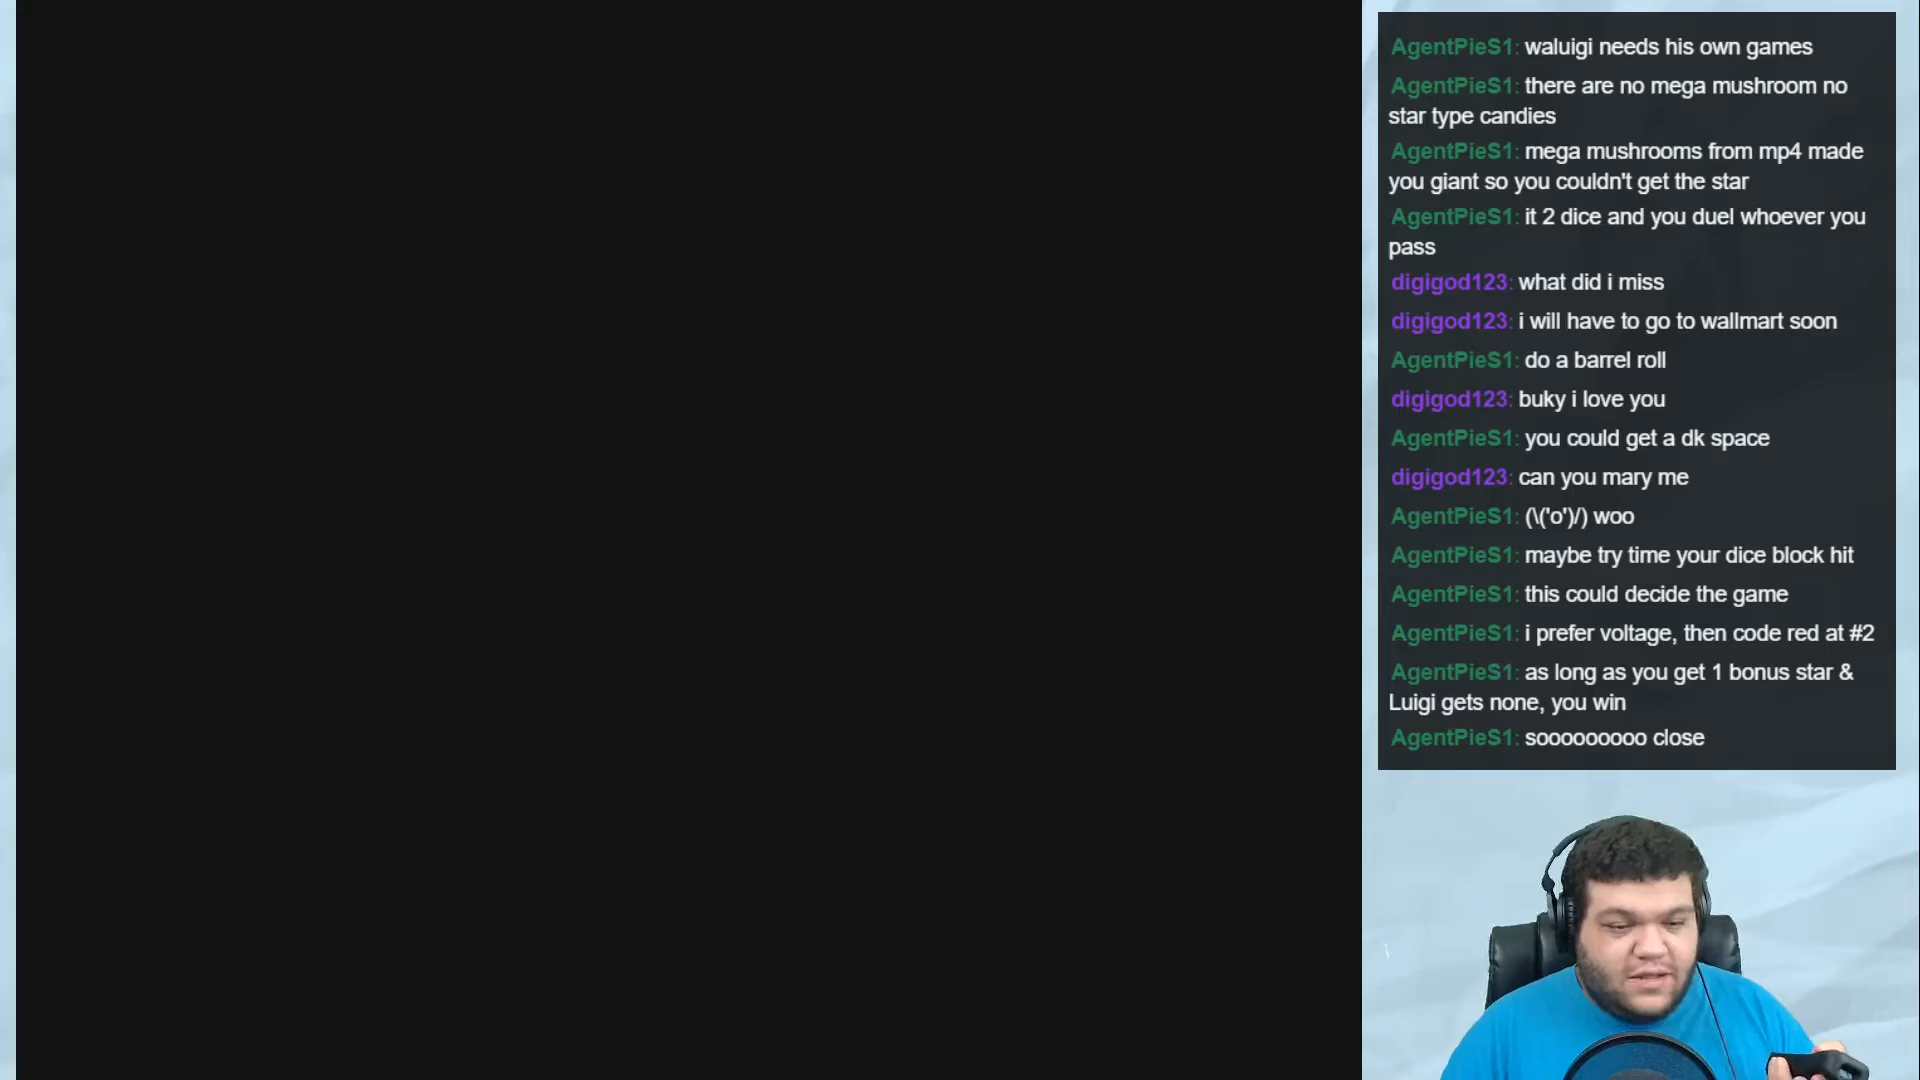 AgentPieS1: waluigi needs his own games
AgentPieS1: there are no mega mushroom no
star type candies
AgentPieS1: mega mushrooms from mp4 made
you giant so you couldn't get the star
AgentPieS1: it 2 dice and you duel whoever you
pass
digigod123: what did i miss
digigod123: i will have to go to wallmart soon
AgentPieS1: do a barrel roll
digigod123: buky i love you
AgentPieS1: you could get a dk space
digigod123: can you mary me
AgentPieS1: (\('o')/) woo
AgentPieS1: maybe try time your dice block hit
AgentPieS1: this could decide the game
AgentPieS1: i prefer voltage, then code red at #2
AgentPieS1: as long as you get 1 bonus star &
Luigi gets none, you win
AgentPieS1: sooooooooo close